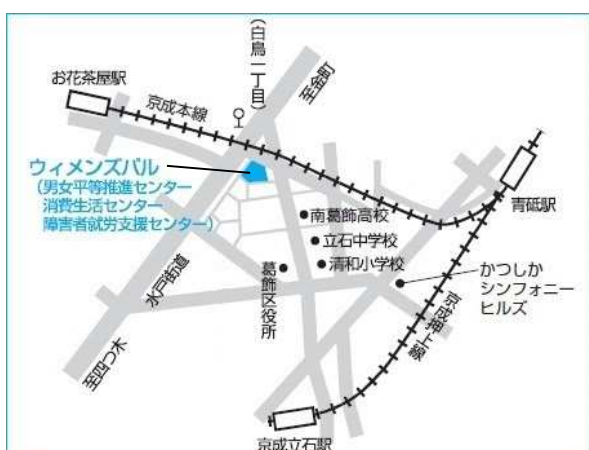 （白鳥一丁目）
至金町
お花茶屋駅
京成本線
ウィメンズパル
（男女平等推進センター
消費生活センター
障害者就労支援センター）
青砥駅
南葛飾高校
立石中学校
清和小学校
葛飾区役所
水戸街道
かつしか
シンフォニー
ヒルズ
京成押上線
至四つ木
京成立石駅